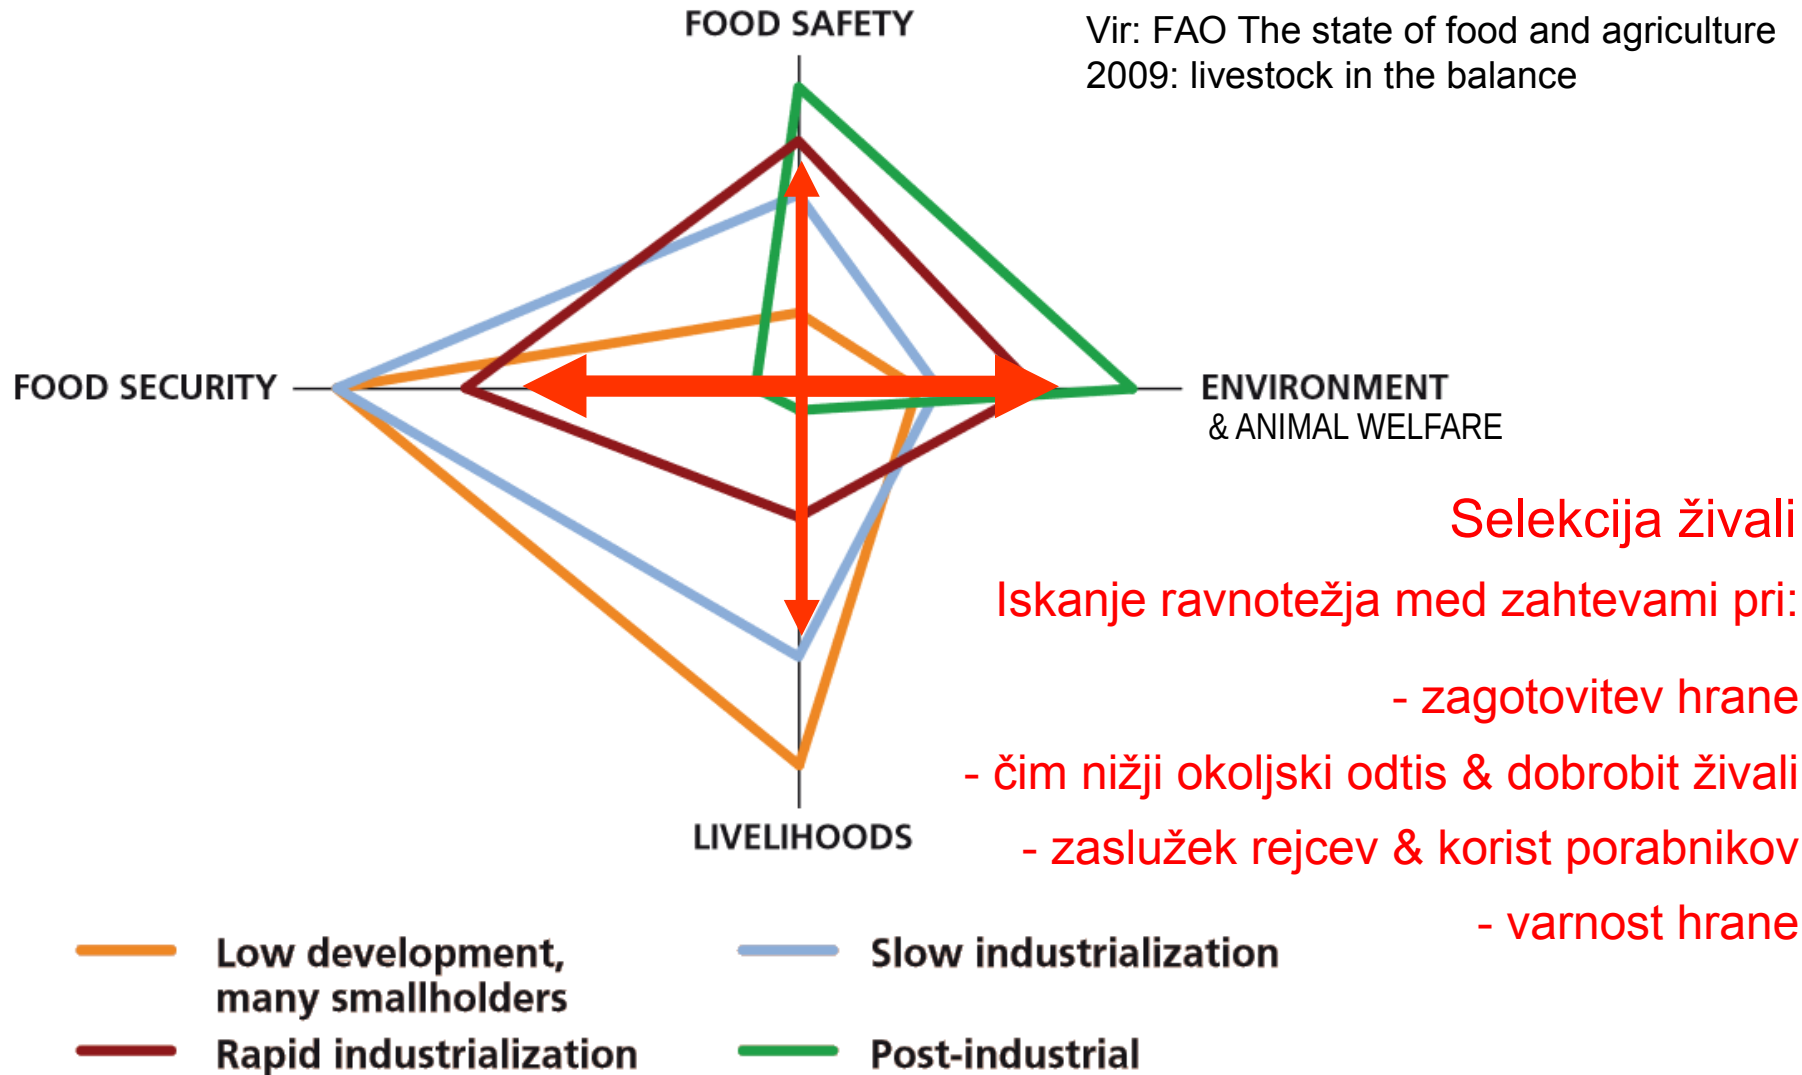 FOOD SAFETY
Vir: FAO The state of food and agriculture
2009: livestock in the balance
FOOD SECURITY
ENVIRONMENT
& ANIMAL WELFARE
LIVELIHOODS
Selekcija živali
Iskanje ravnotežja med zahtevami pri:
- zagotovitev hrane
- čim nižji okoljski odtis & dobrobit živali
- zaslužek rejcev & korist porabnikov
- varnost hrane
Low development,
many smallholders
Slow industrialization
Rapid industrialization
Post-industrial